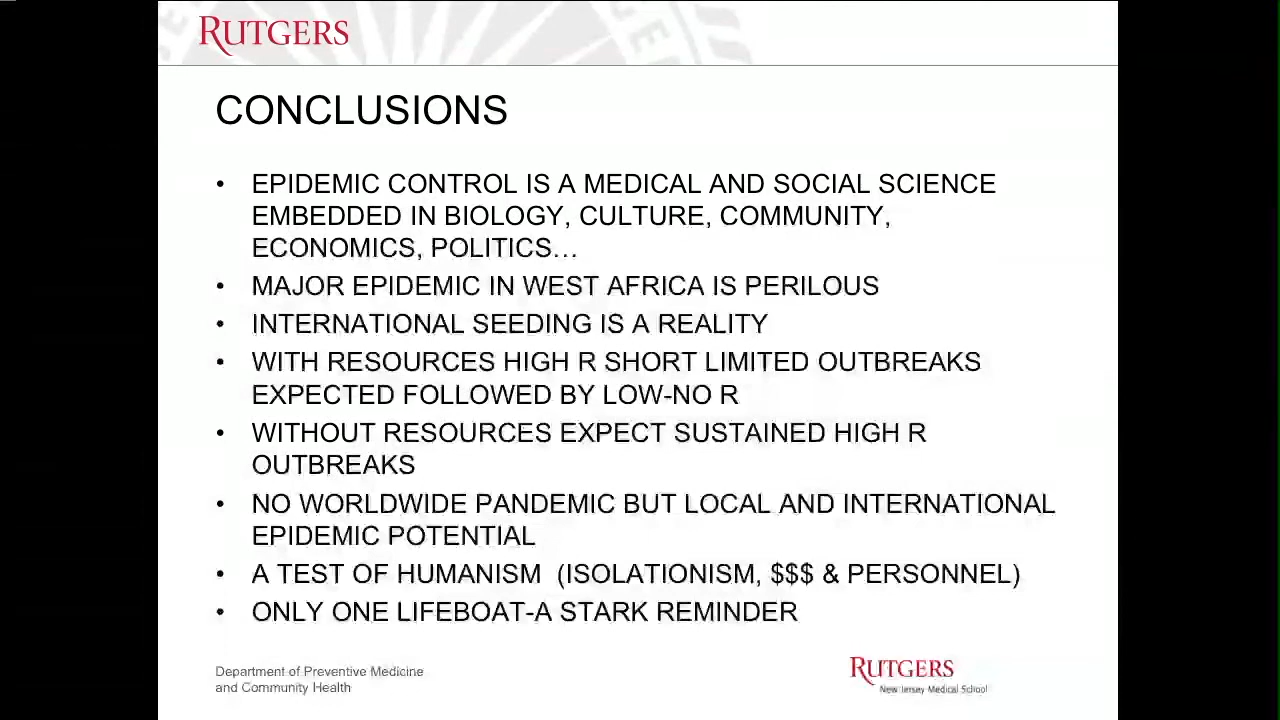 RUTGERS
CONCLUSIONS
• EPIDEMIC CONTROL IS A MEDICAL AND SOCIAL SCIENCE
EMBEDDED IN BIOLOGY, CULTURE, COMMUNITY,
ECONOMICS, POLITICS…
• MAJOR EPIDEMIC IN WEST AFRICA IS PERILOUS
• INTERNATIONAL SEEDING IS A REALITY
• WITH RESOURCES HIGH R SHORT LIMITED OUTBREAKS
EXPECTED FOLLOWED BY LOW-NO R
• WITHOUT RESOURCES EXPECT SUSTAINED HIGH R
OUTBREAKS
• NO WORLDWIDE PANDEMIC BUT LOCAL AND INTERNATIONAL
EPIDEMIC POTENTIAL
• A TEST OF HUMANISM (ISOLATIONISM, $$$ & PERSONNEL)
• ONLY ONE LIFEBOAT-A STARK REMINDER
Department of Preventive Medicine
and Community Health
RUTGERS
New Jersey Medical School